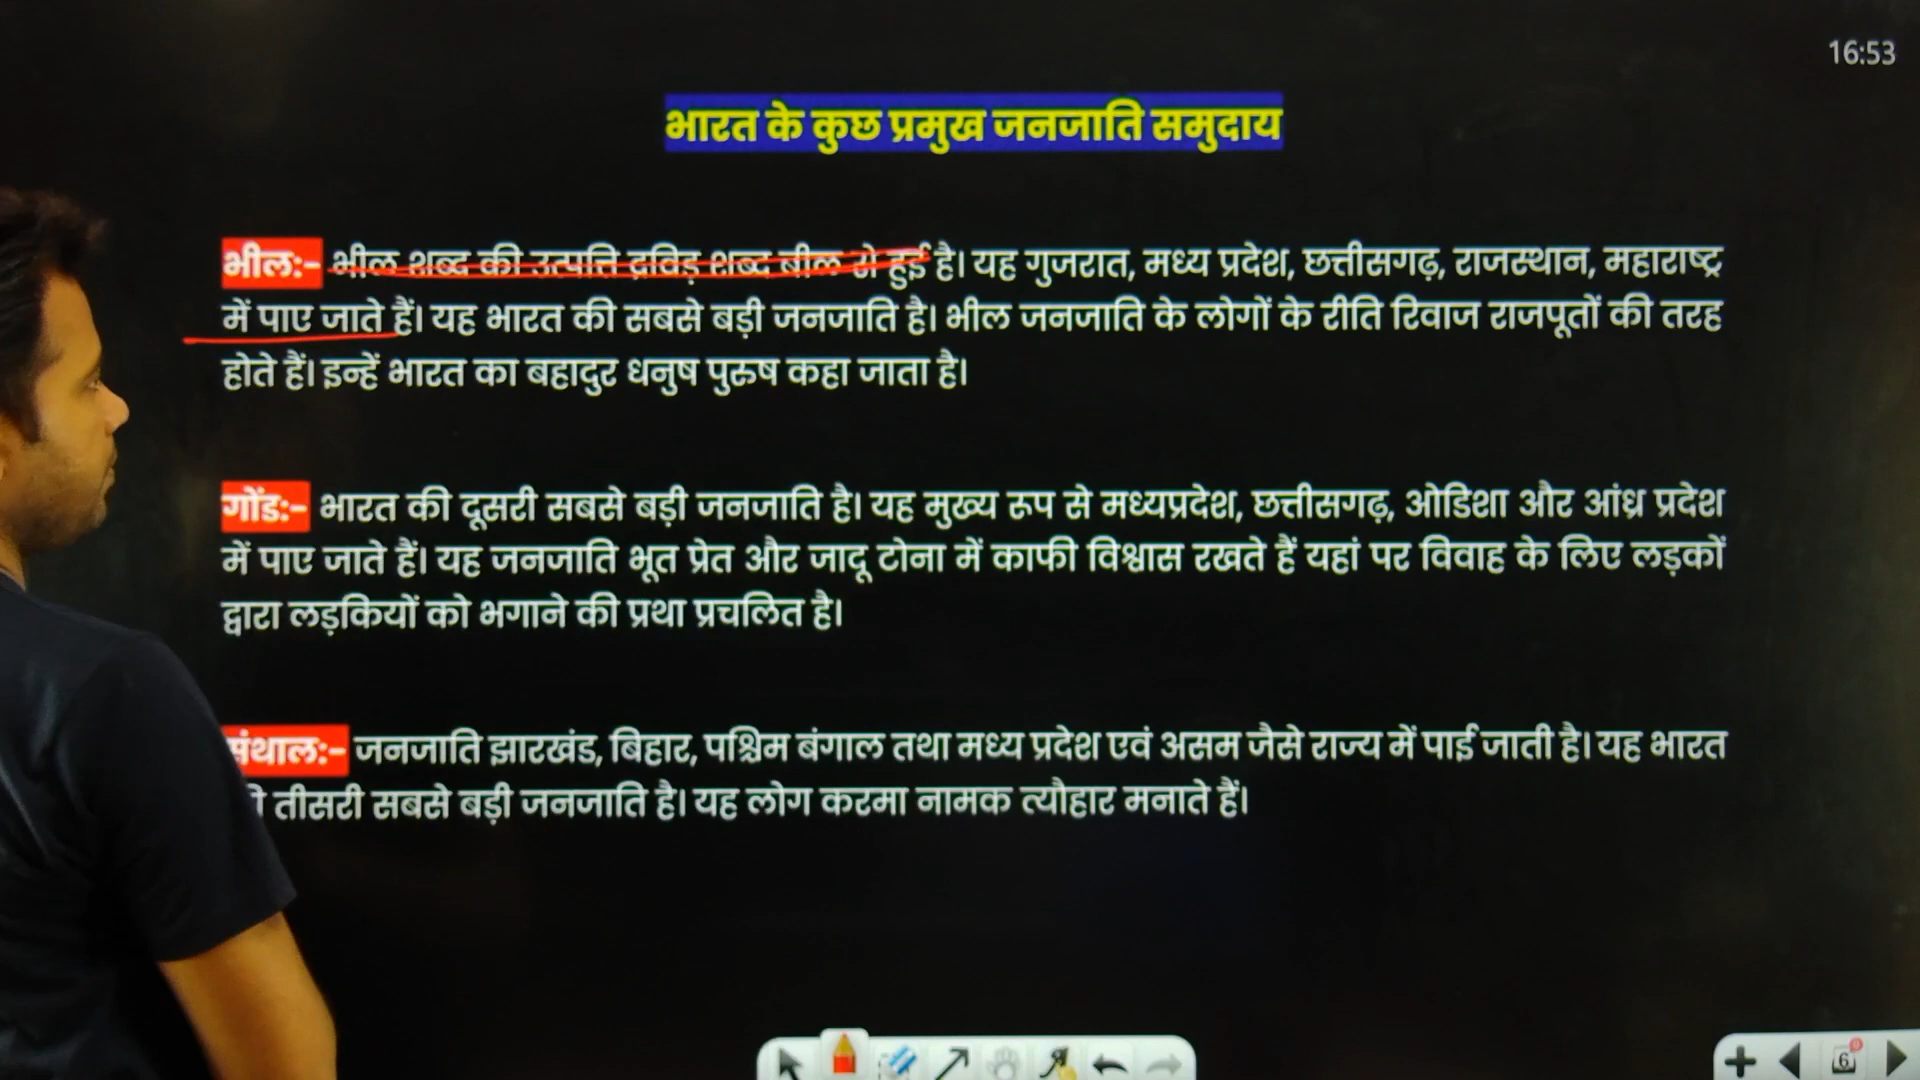 16:53
भारत के कुछ प्रमुख जनजाति समुदाय
भील:- भील शब्द की उत्पत्ति द्रविड़ शब्द बील से हुई है। यह गुजरात, मध्य प्रदेश, छत्तीसगढ़, राजस्थान, महाराष्ट्र
में पाए जाते हैं। यह भारत की सबसे बड़ी जनजाति है। भील जनजाति के लोगों के रीति रिवाज राजपूतों की तरह
होते हैं। इन्हें भारत का बहादुर धनुष पुरुष कहा जाता है।
गोंड:- भारत की दूसरी सबसे बड़ी जनजाति है। यह मुख्य रूप से मध्यप्रदेश, छत्तीसगढ़, ओडिशा और आंध्र प्रदेश
में पाए जाते हैं। यह जनजाति भूत प्रेत और जादू टोना में काफी विश्वास रखते हैं यहां पर विवाह के लिए लड़कों
द्वारा लड़कियों को भगाने की प्रथा प्रचलित है।
संथाल:- जनजाति झारखंड, बिहार, पश्चिम बंगाल तथा मध्य प्रदेश एवं असम जैसे राज्य में पाई जाती है। यह भारत
तीसरी सबसे बड़ी जनजाति है। यह लोग करमा नामक त्यौहार मनाते हैं।
6